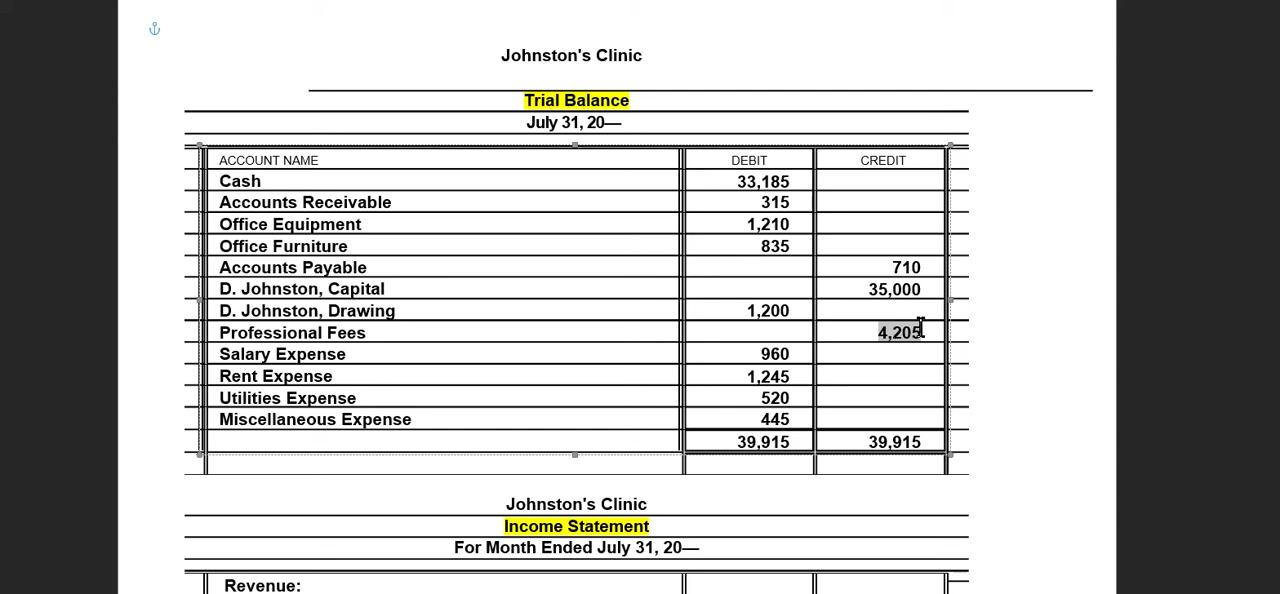 Johnston's Clinic
Trial Balance
July 31, 20—
ACCOUNT NAME DEBIT CREDIT
Cash 33,185
Accounts Receivable 315
Office Equipment 1,210
Office Furniture 835
Accounts Payable 710
D. Johnston, Capital 35,000
D. Johnston, Drawing 1,200
Professional Fees 4,205
Salary Expense 960
Rent Expense 1,245
Utilities Expense 520
Miscellaneous Expense 445
39,915 39,915
Johnston's Clinic
Income Statement
For Month Ended July 31, 20—
Revenue: